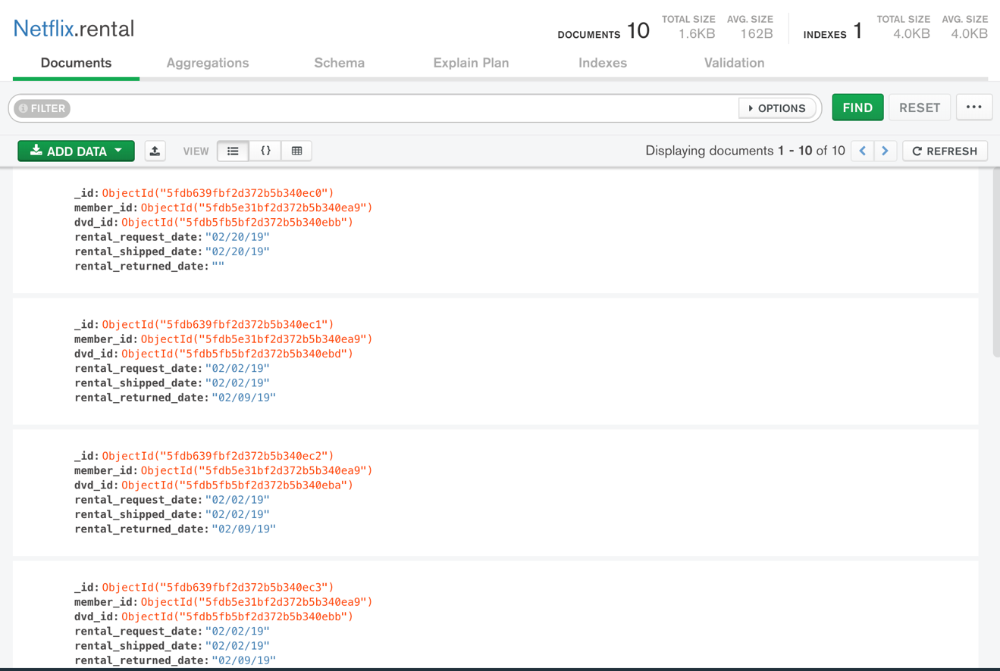 Netflix.rental
DOCUMENTS 10 TOTAL SIZE 1.6KB AVG. SIZE 162B INDEXES 1 TOTAL SIZE 4.0KB AVG. SIZE 4.0KB
Documents Aggregations Schema Explain Plan Indexes Validation
FILTER OPTIONS FIND RESET ...
ADD DATA VIEW {} Displaying documents 1 - 10 of 10 REFRESH
_id: ObjectId("5fdb639fbf2d372b5b340ec0")
member_id: ObjectId("5fdb5e31bf2d372b5b340ea9")
dvd_id: ObjectId("5fdb5fb5bf2d372b5b340ebb")
rental_request_date: "02/20/19"
rental_shipped_date: "02/20/19"
rental_returned_date: ""
_id: ObjectId("5fdb639fbf2d372b5b340ec1")
member_id: ObjectId("5fdb5e31bf2d372b5b340ea9")
dvd_id: ObjectId("5fdb5fb5bf2d372b5b340ebd")
rental_request_date: "02/02/19"
rental_shipped_date: "02/02/19"
rental_returned_date: "02/09/19"
_id: ObjectId("5fdb639fbf2d372b5b340ec2")
member_id: ObjectId("5fdb5e31bf2d372b5b340ea9")
dvd_id: ObjectId("5fdb5fb5bf2d372b5b340eba")
rental_request_date: "02/02/19"
rental_shipped_date: "02/02/19"
rental_returned_date: "02/09/19"
_id: ObjectId("5fdb639fbf2d372b5b340ec3")
member_id: ObjectId("5fdb5e31bf2d372b5b340ea9")
dvd_id: ObjectId("5fdb5fb5bf2d372b5b340ebb")
rental_request_date: "02/02/19"
rental_shipped_date: "02/02/19"
rental_returned_date: "02/09/19"